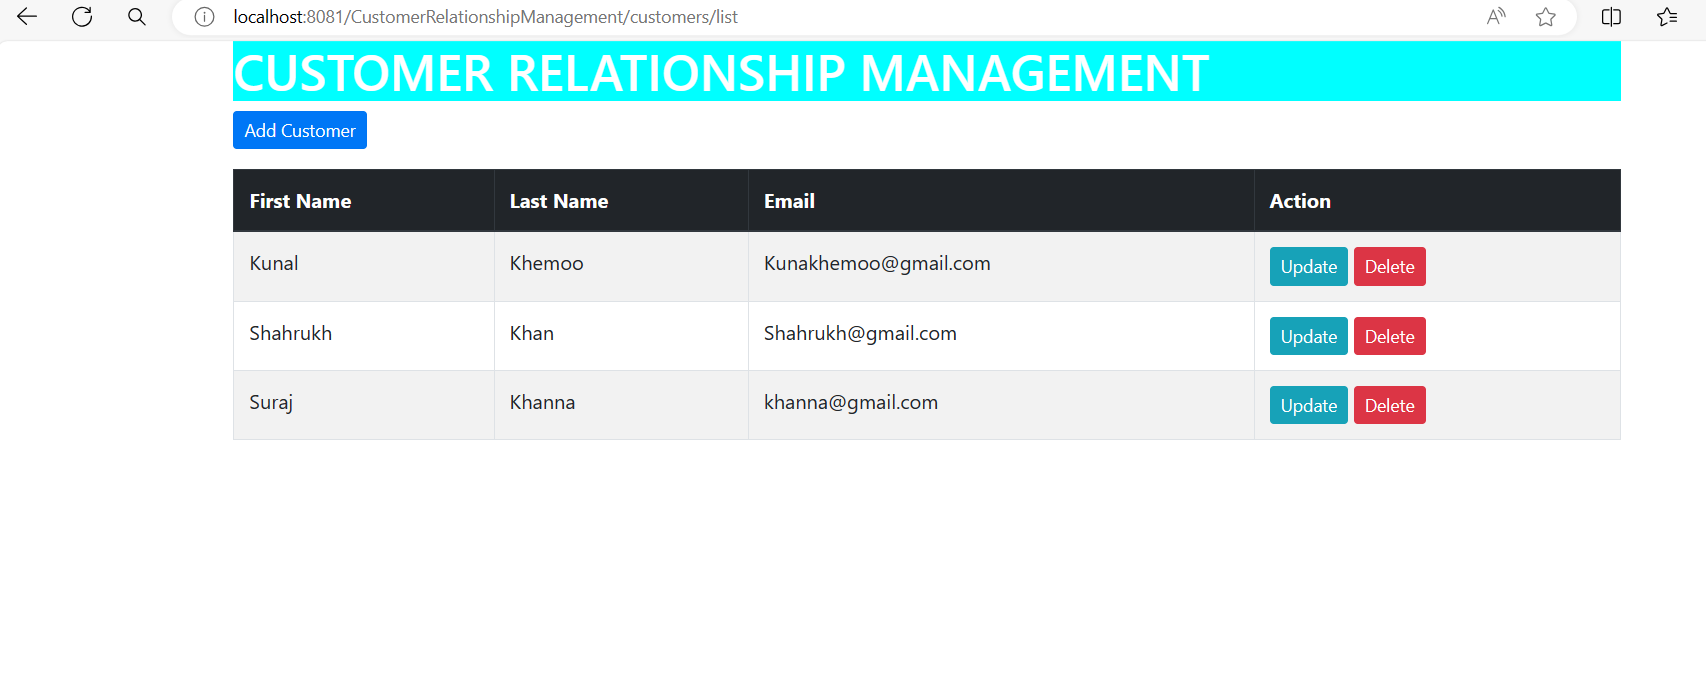 localhost:8081/CustomerRelationshipManagement/customers/list
CUSTOMER RELATIONSHIP MANAGEMENT
Add Customer
First Name Last Name Email Action
Kunal Khemoo Kunakhemoo@gmail.com Update Delete
Shahrukh Khan Shahrukh@gmail.com Update Delete
Suraj Khanna khanna@gmail.com Update Delete